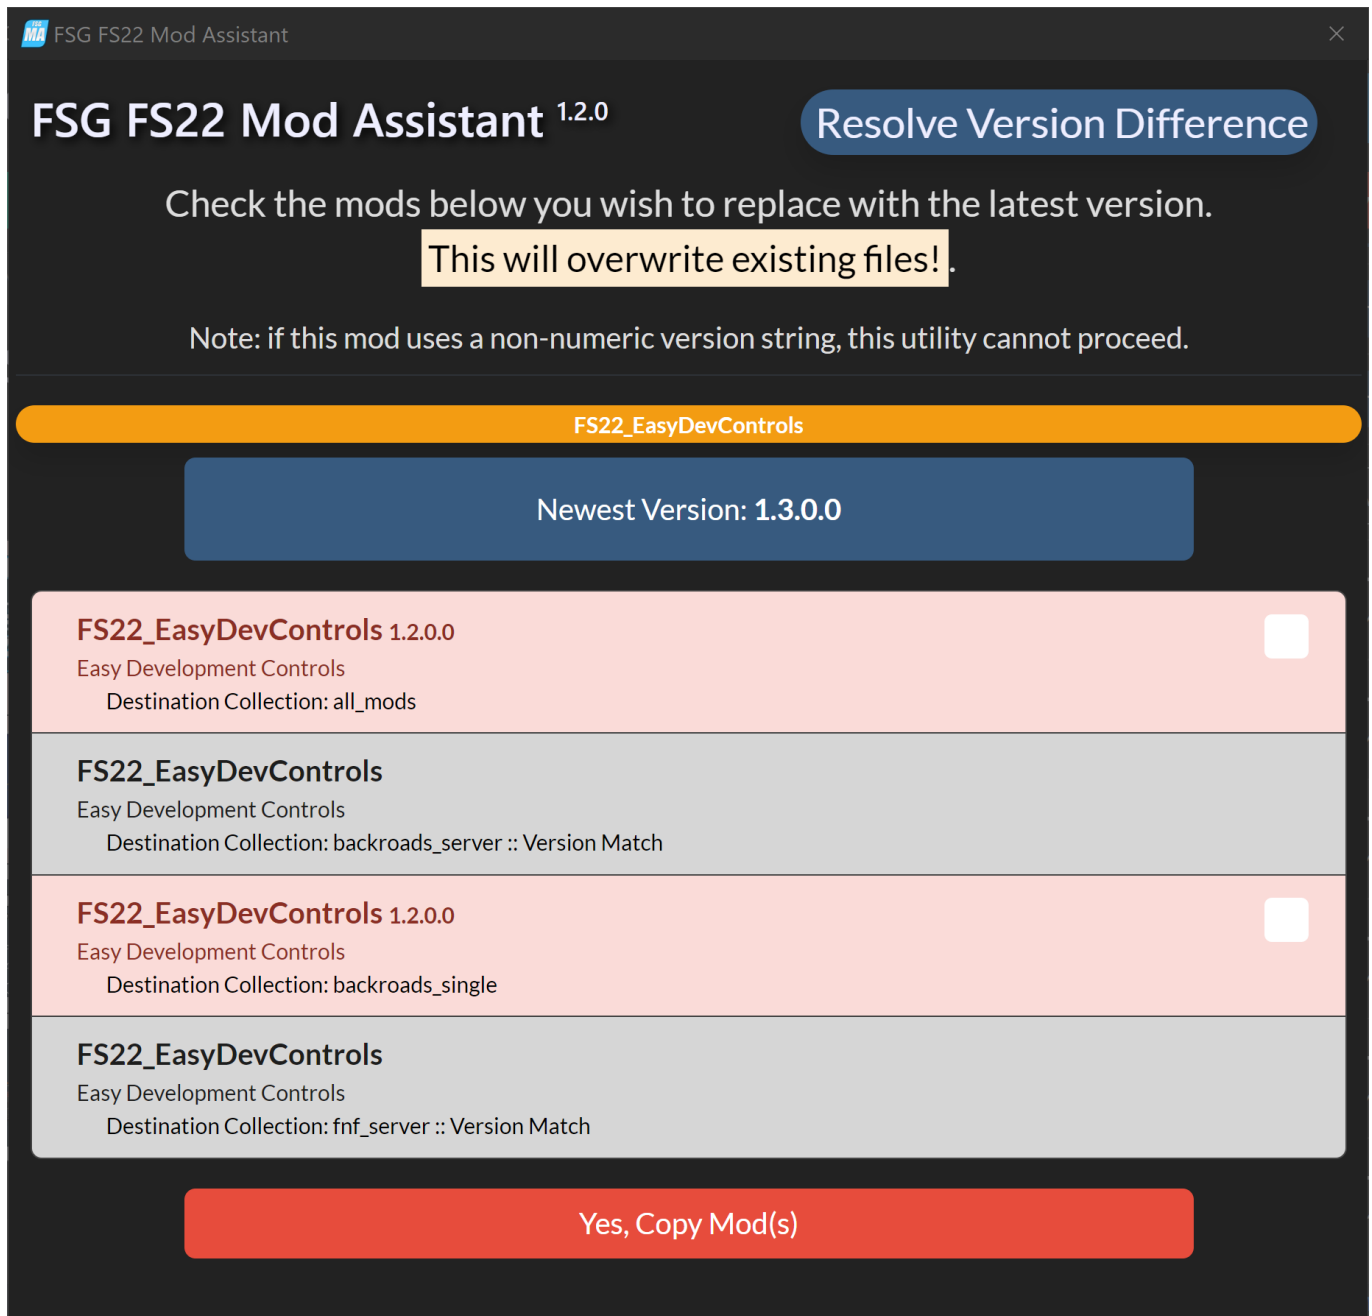 FSG MA FSG FS22 Mod Assistant
FSG FS22 Mod Assistant 1.2.0
Resolve Version Difference
Check the mods below you wish to replace with the latest version.
This will overwrite existing files! .
Note: if this mod uses a non-numeric version string, this utility cannot proceed.
FS22_EasyDevControls
Newest Version: 1.3.0.0
FS22_EasyDevControls 1.2.0.0
Easy Development Controls
Destination Collection: all_mods
FS22_EasyDevControls
Easy Development Controls
Destination Collection: backroads_server :: Version Match
FS22_EasyDevControls 1.2.0.0
Easy Development Controls
Destination Collection: backroads_single
FS22_EasyDevControls
Easy Development Controls
Destination Collection: fnf_server :: Version Match
Yes, Copy Mod(s)